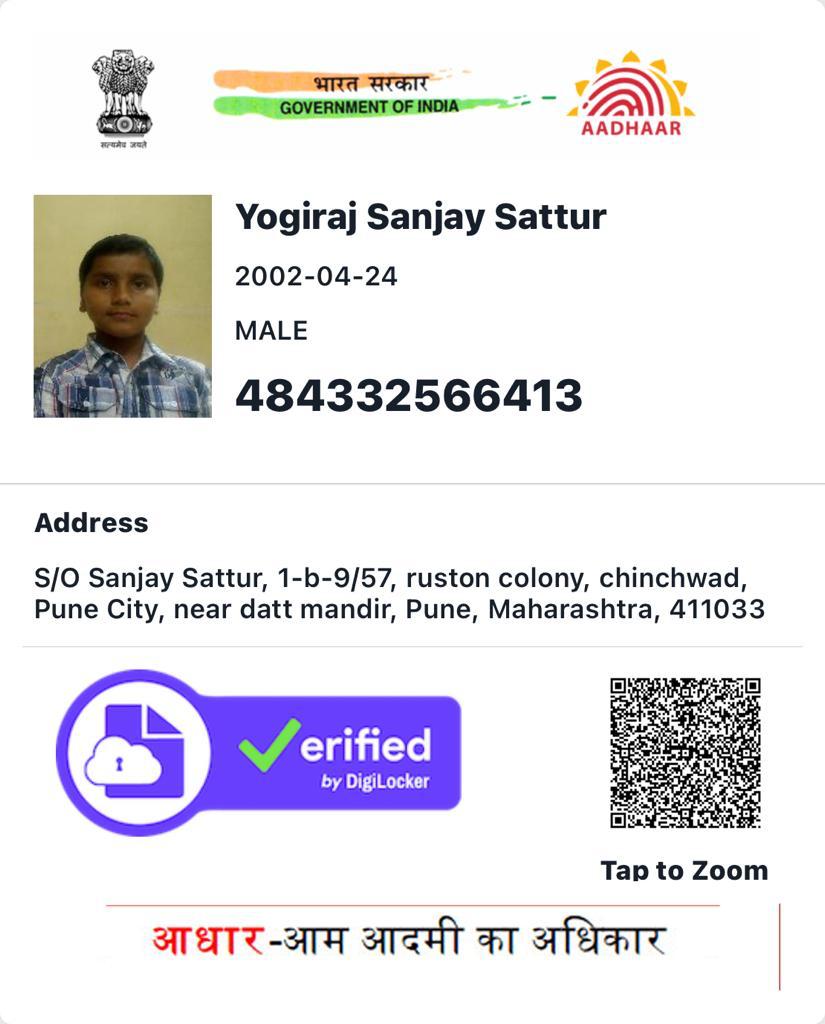 सत्यमेव जयते
भारत सरकार
GOVERNMENT OF INDIA
AADHAAR
Yogiraj Sanjay Sattur
2002-04-24
MALE
484332566413
Address
S/O Sanjay Sattur, 1-b-9/57, ruston colony, chinchwad,
Pune City, near datt mandir, Pune, Maharashtra, 411033
Verified
by DigiLocker
Tap to Zoom
आधार-आम आदमी का अधिकार